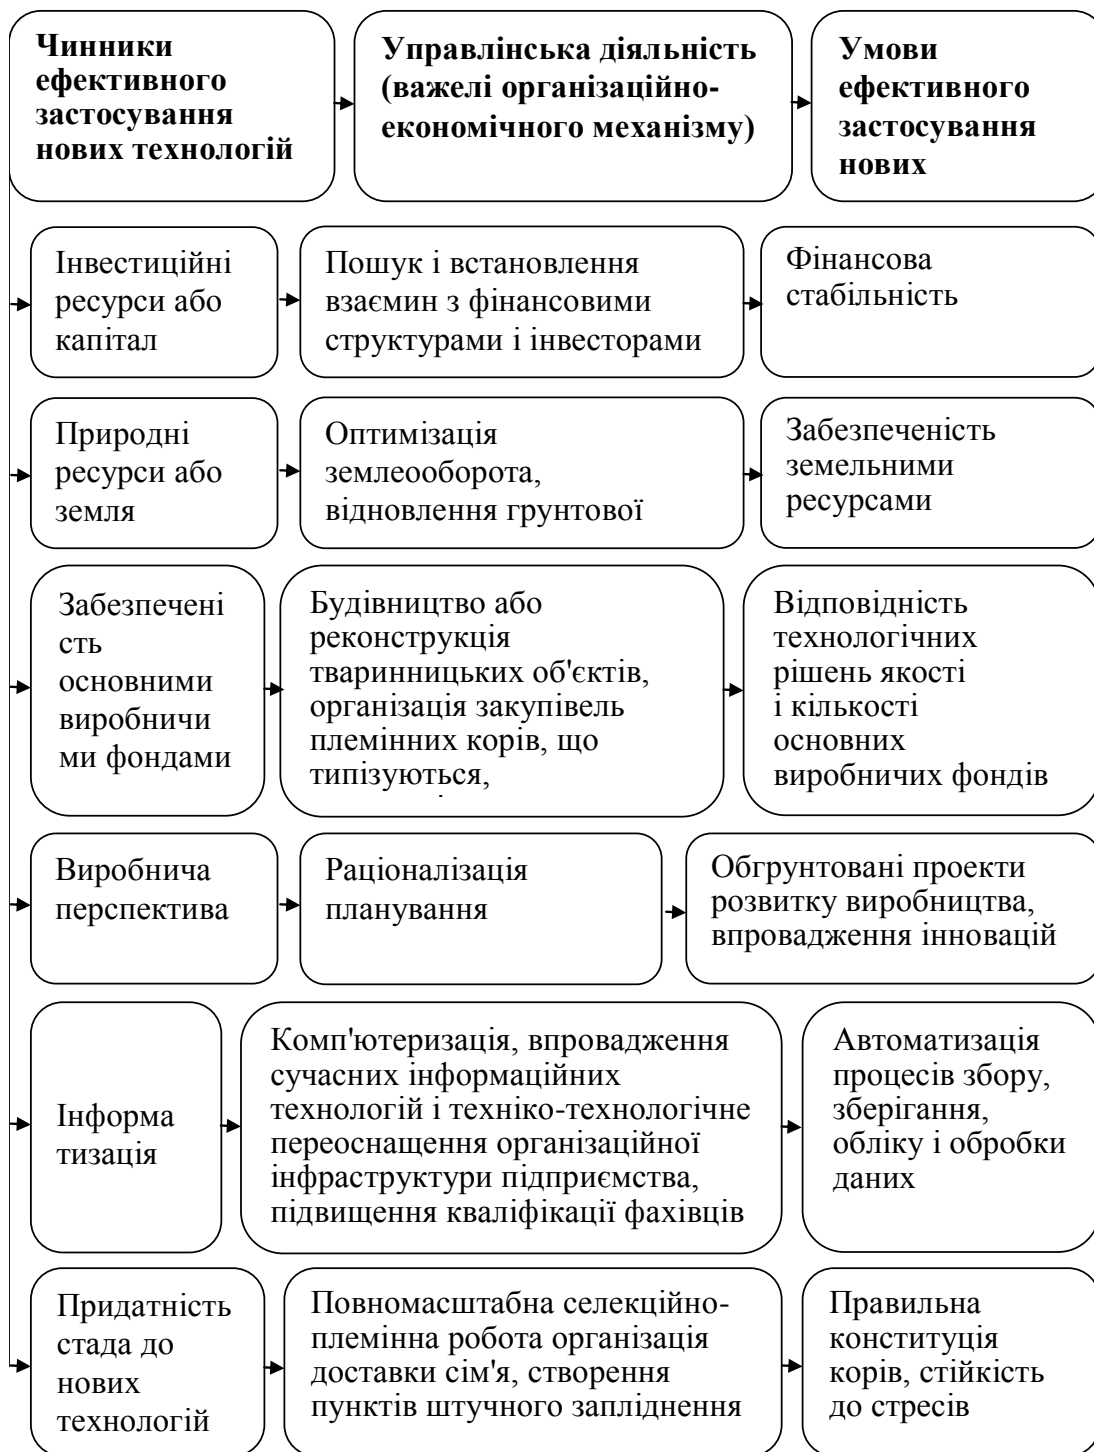 Чинники
ефективного
застосування
нових технологій
Управлінська діяльність
(важелі організаційно-
економічного механізму)
Умови
ефективного
застосування
нових
Інвестиційні
ресурси або
капітал
Пошук і встановлення
взаємин з фінансовими
структурами і інвесторами
Фінансова
стабільність
Природні
ресурси або
земля
Оптимізація
землеооборота,
відновлення грунтової
Забезпеченість
земельними
ресурсами
Забезпечені
сть
основними
виробничи
ми фондами
Будівництво або
реконструкція
тваринницьких об'єктів,
організація закупівель
племінних корів, що
типізуються,
Відповідність
технологічних
рішень якості
і кількості
основних
виробничих фондів
Виробнича
перспектива
Раціоналізація
планування
Обгрунтовані проекти
розвитку виробництва,
впровадження інновацій
Інформа
тизація
Комп'ютеризація, впровадження
сучасних інформаційних
технологій і техніко-технологічне
переоснащення організаційної
інфраструктури підприємства,
підвищення кваліфікації фахівців
Автоматизація
процесів збору,
зберігання,
обліку і обробки
даних
Придатність
стада до
нових
технологій
Повномасштабна селекційно-
племінна робота організація
доставки сім'я, створення
пунктів штучного запліднення
Правильна
конституція
корів, стійкість
до стресів